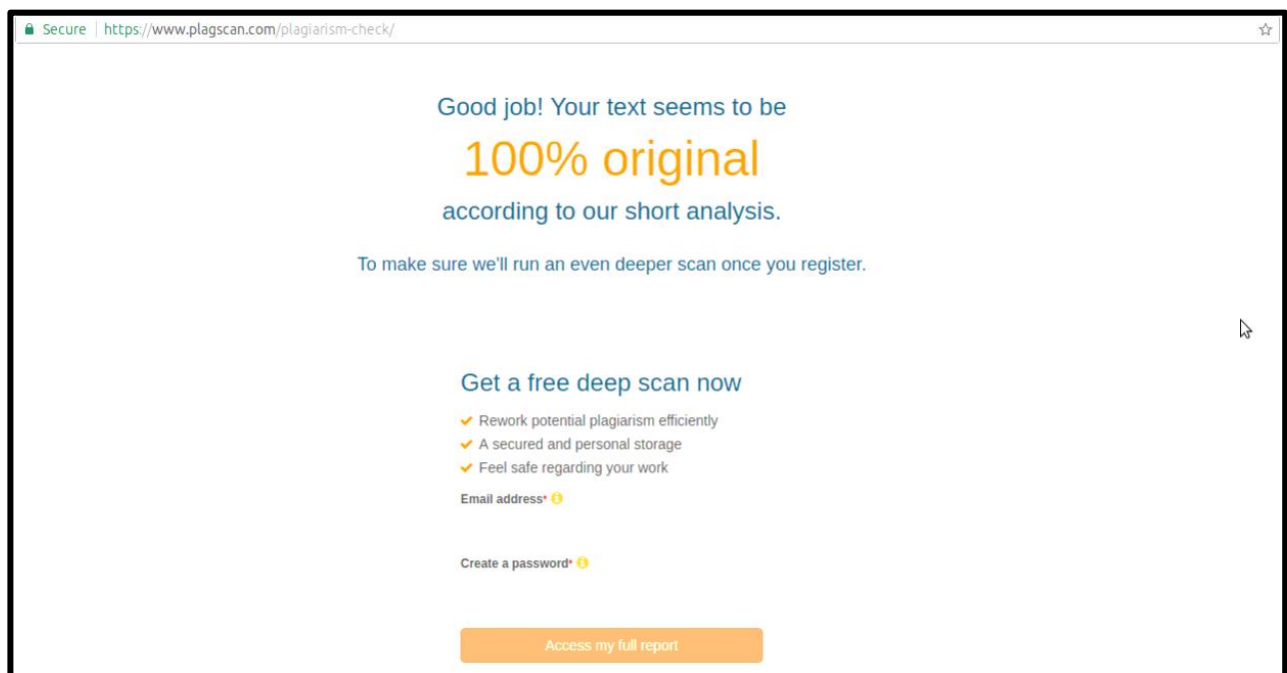 Secure | https://www.plagscan.com/plagiarism-check/
Good job! Your text seems to be
100% original
according to our short analysis.
To make sure we'll run an even deeper scan once you register.
Get a free deep scan now
Rework potential plagiarism efficiently
A secured and personal storage
Feel safe regarding your work
Email address*
Create a password*
Access my full report